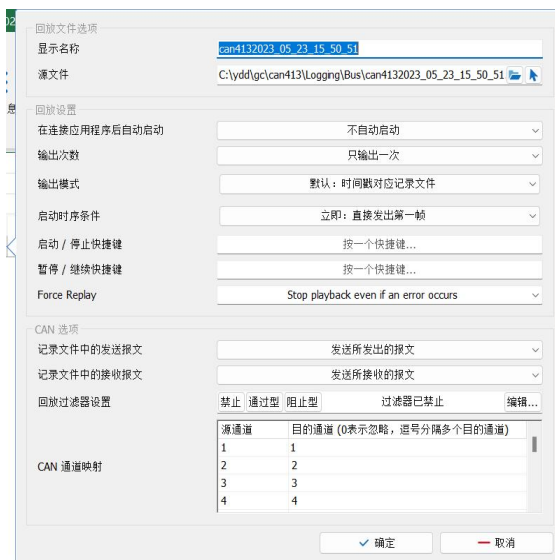 02
息
回放文件选项
显示名称 can4132023_05_23_15_50_51
源文件 C:\ydd\gc\can413\Logging\Bus\can4132023_05_23_15_50_51
回放设置
在连接应用程序后自动启动 不自动启动
输出次数 只输出一次
输出模式 默认：时间戳对应记录文件
启动时序条件 立即：直接发出第一帧
启动 / 停止快捷键 按一个快捷键...
暂停 / 继续快捷键 按一个快捷键...
Force Replay Stop playback even if an error occurs
CAN 选项
记录文件中的发送报文 发送所发出的报文
记录文件中的接收报文 发送所接收的报文
回放过滤器设置 禁止 通过型 阻止型 过滤器已禁止 编辑...
CAN 通道映射
源通道 目的通道 (0表示忽略，逗号分隔多个目的通道)
1 1
2 2
3 3
4 4
确定 取消